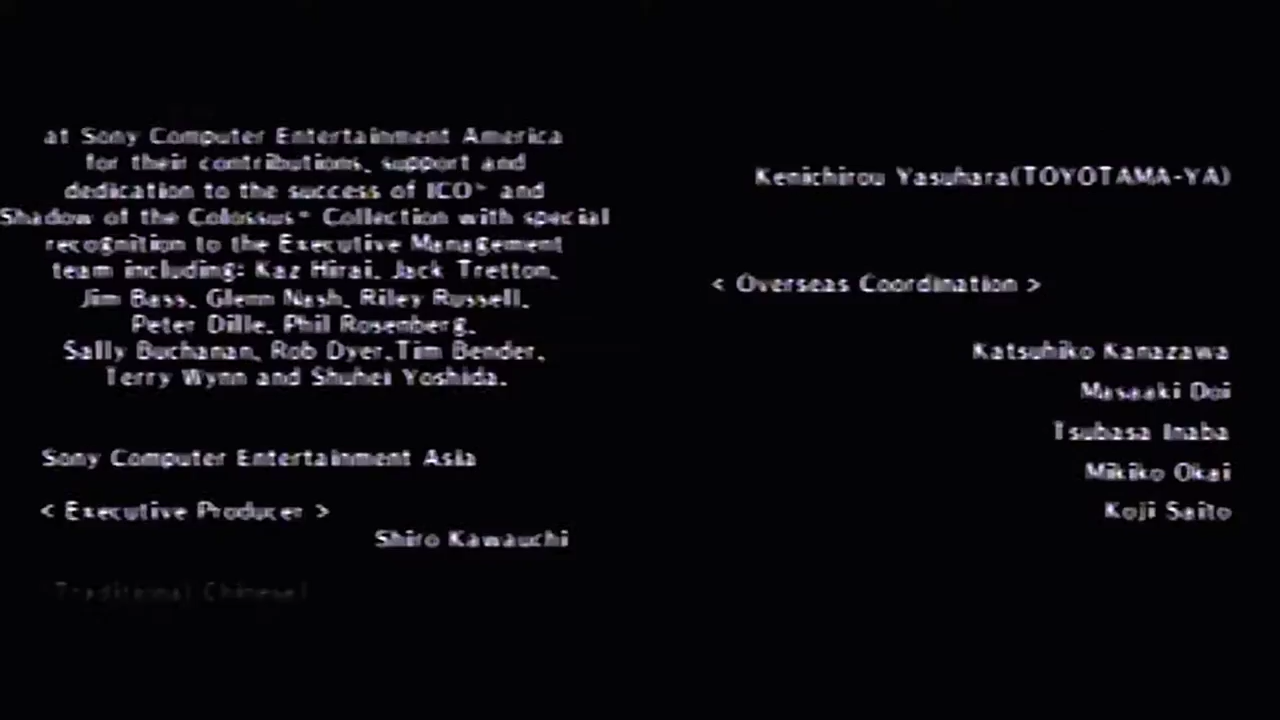 at Sony Computer Entertainment America
for their contributions, support and
dedication to the success of ICO™ and
Shadow of the Colossus™ Collection with special
recognition to the Executive Management
team including: Kaz Hirai, Jack Tretton,
Jim Bass, Glenn Nash, Riley Russell,
Peter Dille, Phil Rosenberg,
Sally Buchanan, Rob Dyer,Tim Bender,
Terry Wynn and Shuhei Yoshida.
Sony Computer Entertainment Asia
< Executive Producer >
Shiro Kawauchi
Traditional Chinese
Kenichirou Yasuhara(TOYOTAMA-YA)
< Overseas Coordination >
Katsuhiko Kanazawa
Masaaki Doi
Tsubasa Inaba
Mikiko Okai
Koji Saito